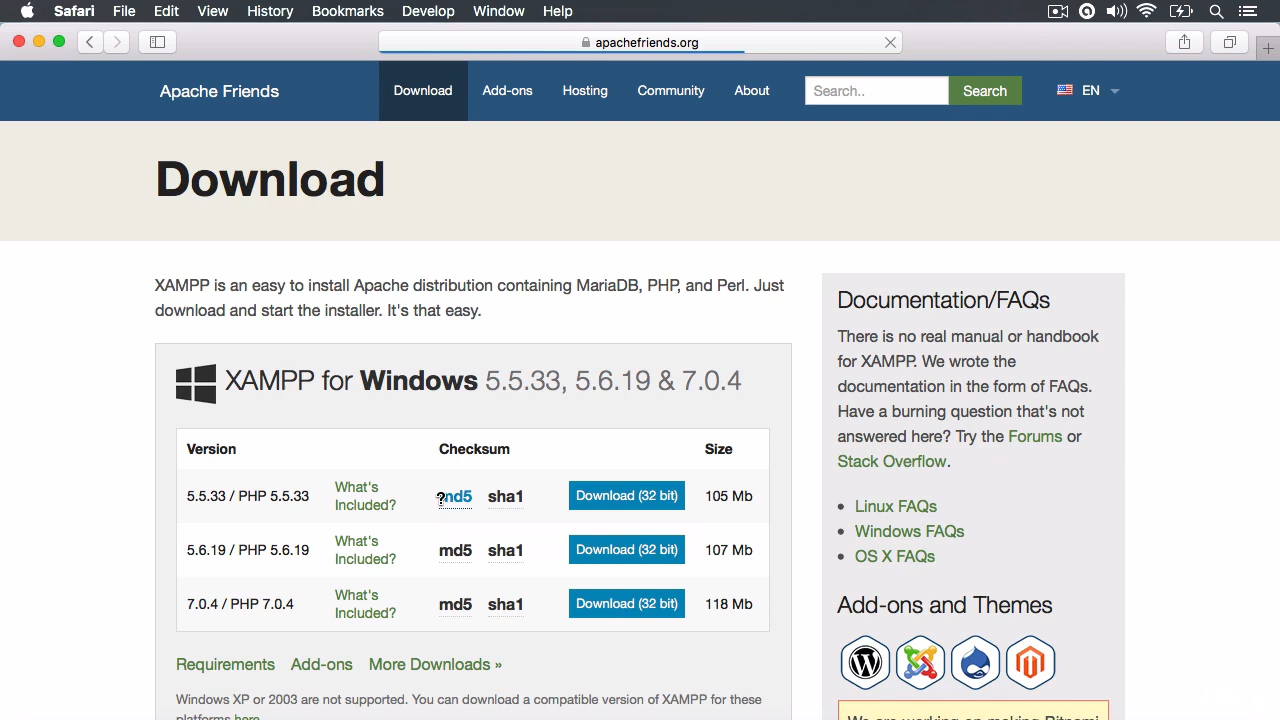 Safari File Edit View History Bookmarks Develop Window Help
apachefriends.org
Apache Friends Download Add-ons Hosting Community About Search.. Search EN
Download
XAMPP is an easy to install Apache distribution containing MariaDB, PHP, and Perl. Just
download and start the installer. It's that easy.
XAMPP for Windows 5.5.33, 5.6.19 & 7.0.4
Version Checksum Size
5.5.33 / PHP 5.5.33 What's Included? md5 sha1 Download (32 bit) 105 Mb
5.6.19 / PHP 5.6.19 What's Included? md5 sha1 Download (32 bit) 107 Mb
7.0.4 / PHP 7.0.4 What's Included? md5 sha1 Download (32 bit) 118 Mb
Requirements Add-ons More Downloads »
Windows XP or 2003 are not supported. You can download a compatible version of XAMPP for these
platforms here.
Documentation/FAQs
There is no real manual or handbook
for XAMPP. We wrote the
documentation in the form of FAQs.
Have a burning question that's not
answered here? Try the Forums or
Stack Overflow.
Linux FAQs
Windows FAQs
OS X FAQs
Add-ons and Themes
We are working on making Bitnami